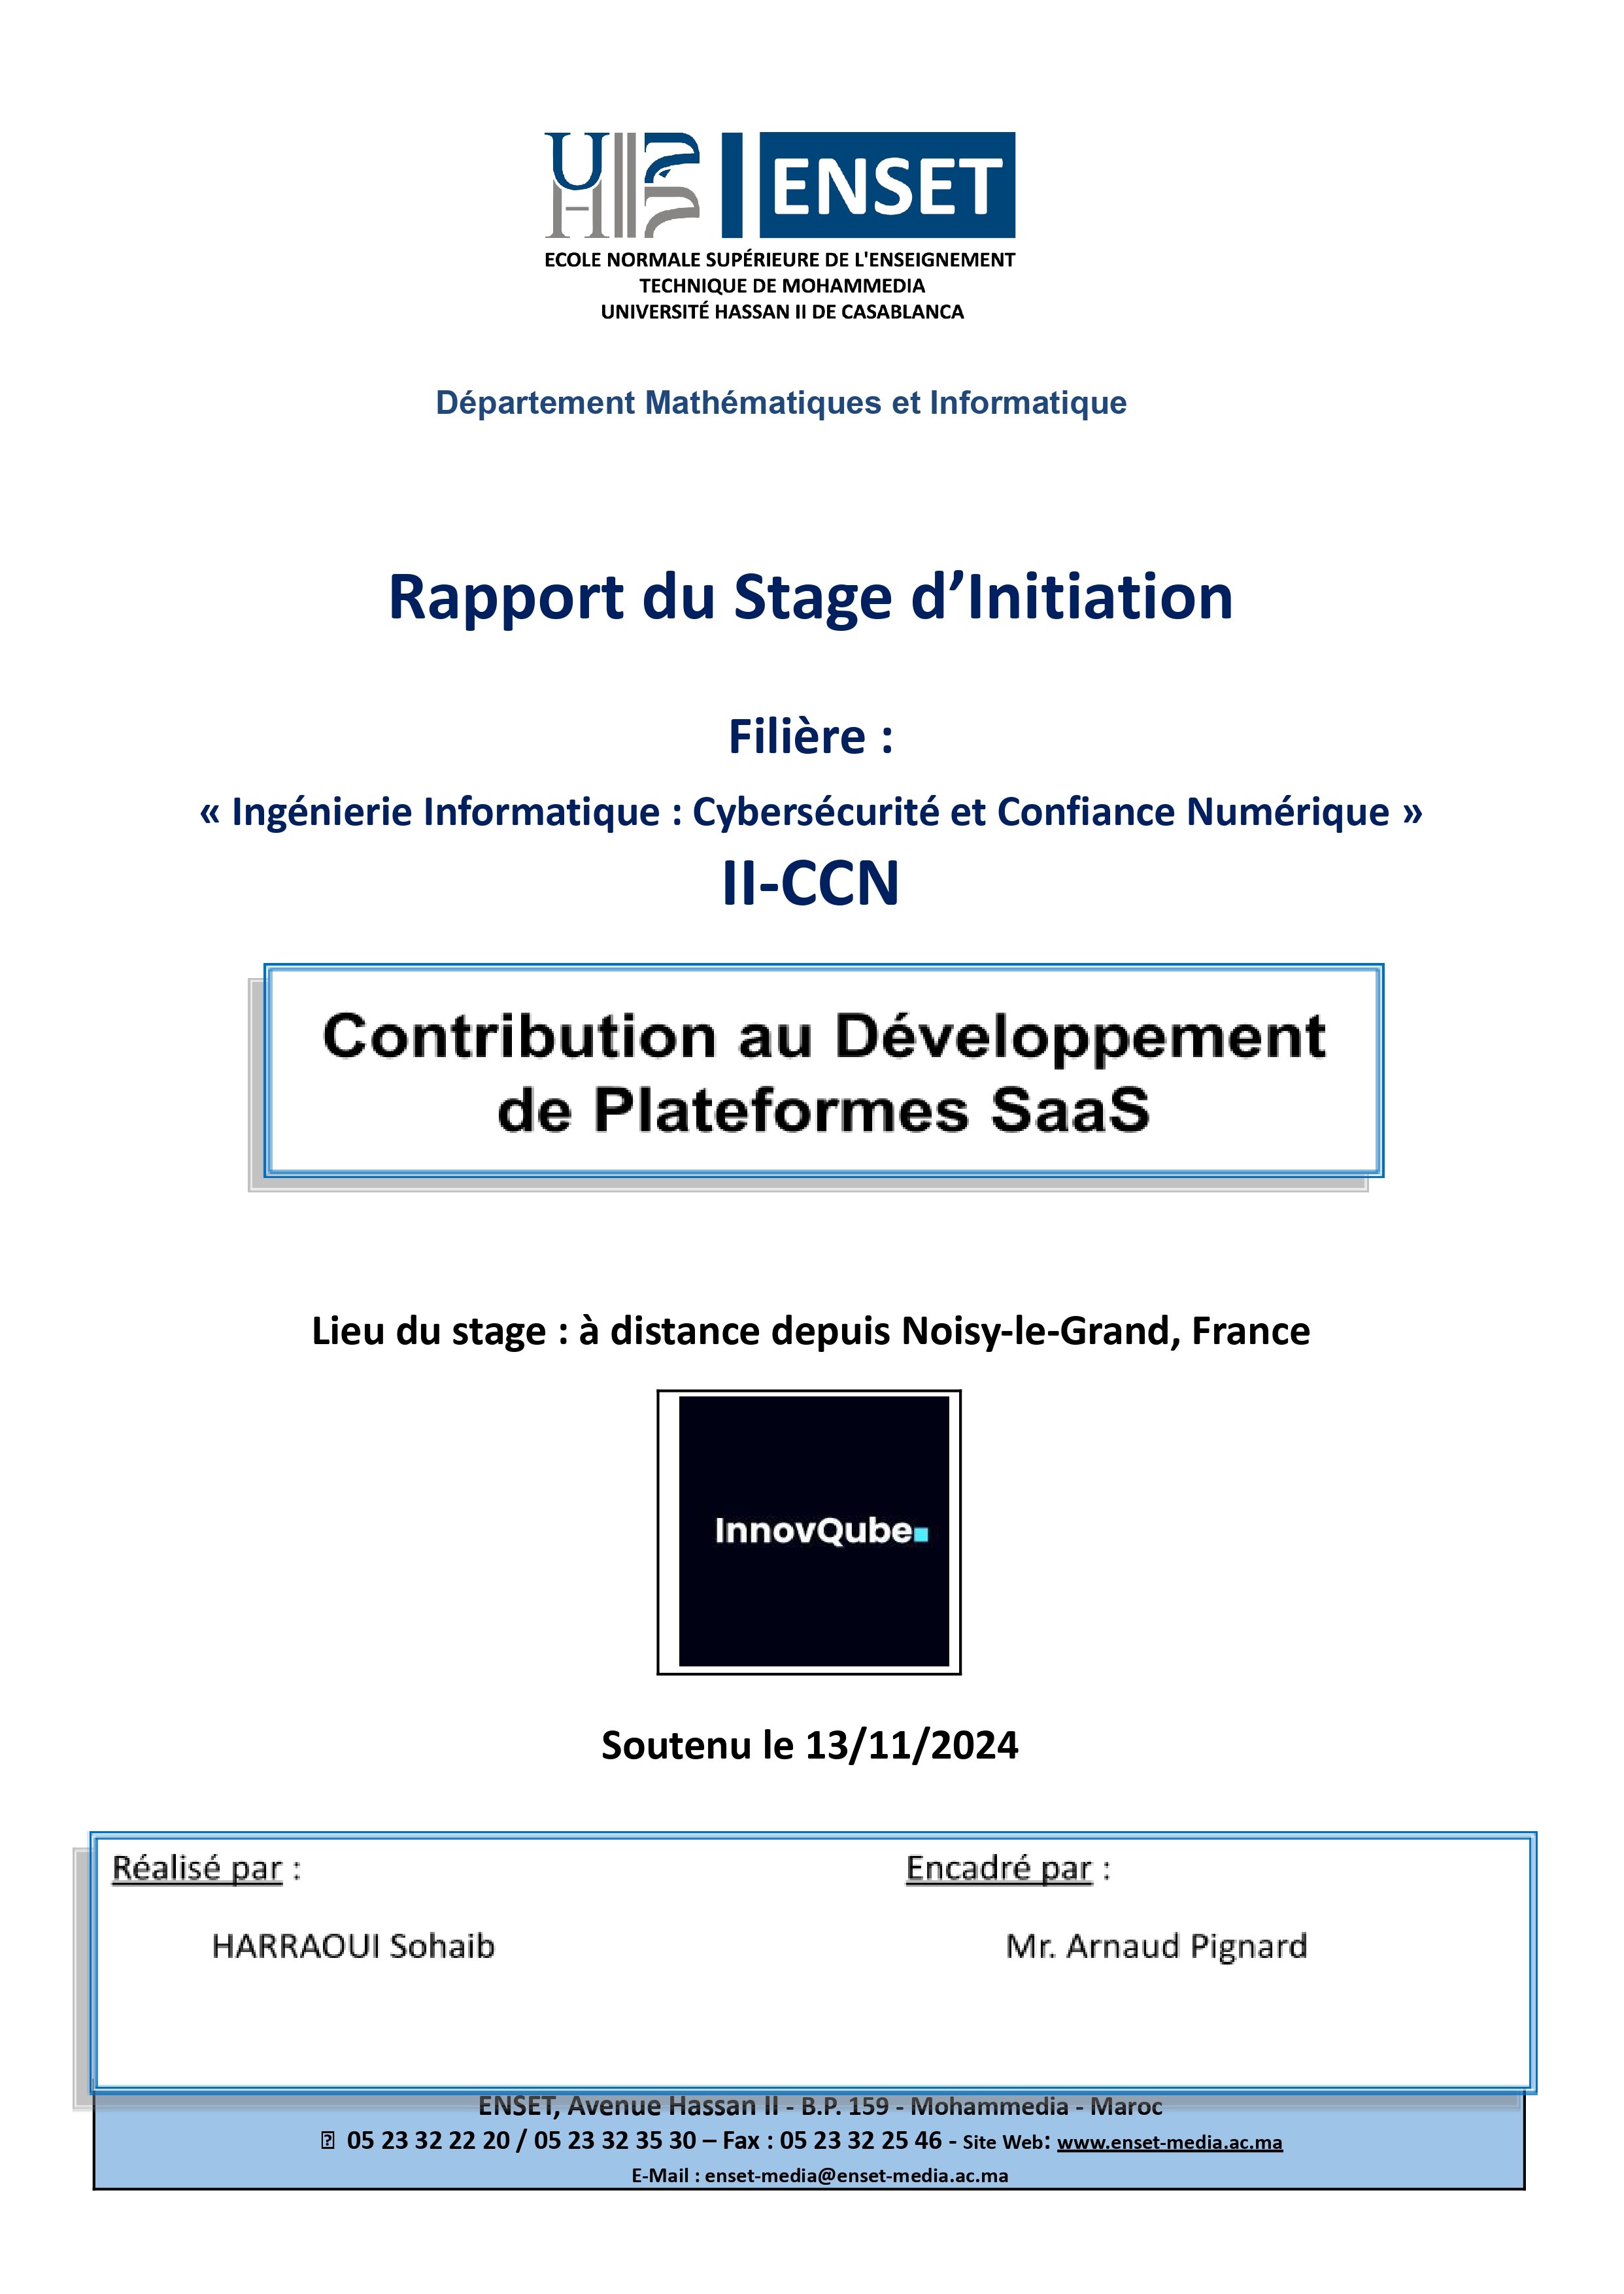 UH2C ENSET
ECOLE NORMALE SUPÉRIEURE DE L'ENSEIGNEMENT
TECHNIQUE DE MOHAMMEDIA
UNIVERSITÉ HASSAN II DE CASABLANCA
Département Mathématiques et Informatique
Rapport du Stage d’Initiation
Filière :
« Ingénierie Informatique : Cybersécurité et Confiance Numérique »
II-CCN
Contribution au Développement
de Plateformes SaaS
Lieu du stage : à distance depuis Noisy-le-Grand, France
InnovQube
Soutenu le 13/11/2024
Réalisé par : Encadré par :
HARRAOUI Sohaib Mr. Arnaud Pignard
ENSET, Avenue Hassan II - B.P. 159 - Mohammedia - Maroc
05 23 32 22 20 / 05 23 32 35 30 – Fax : 05 23 32 25 46 - Site Web: www.enset-media.ac.ma
E-Mail : enset-media@enset-media.ac.ma